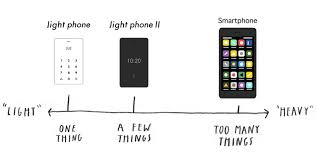 light phone
light phone II
Smartphone
10:20
"LIGHT"
"HEAVY"
ONE
THING
A FEW
THINGS
TOO MANY
THINGS